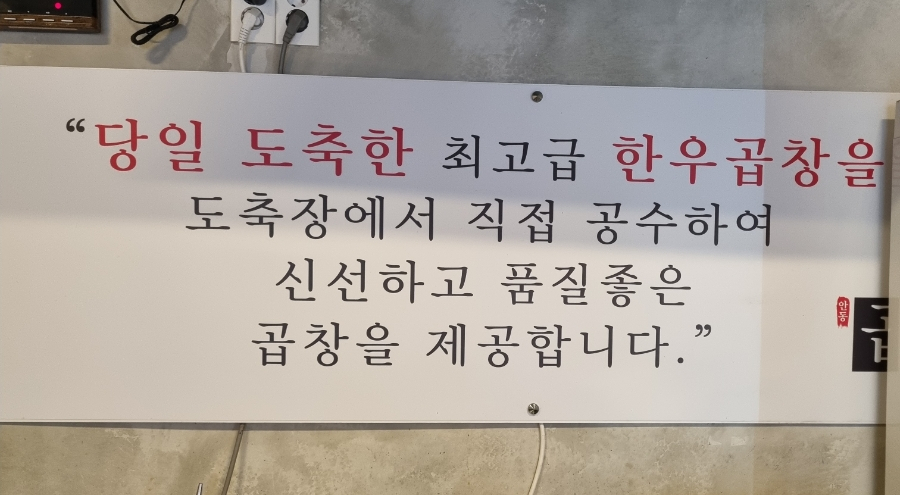 “당일 도축한 최고급 한우곱창을
도축장에서 직접 공수하여
신선하고 품질좋은
곱창을 제공합니다.”
안동